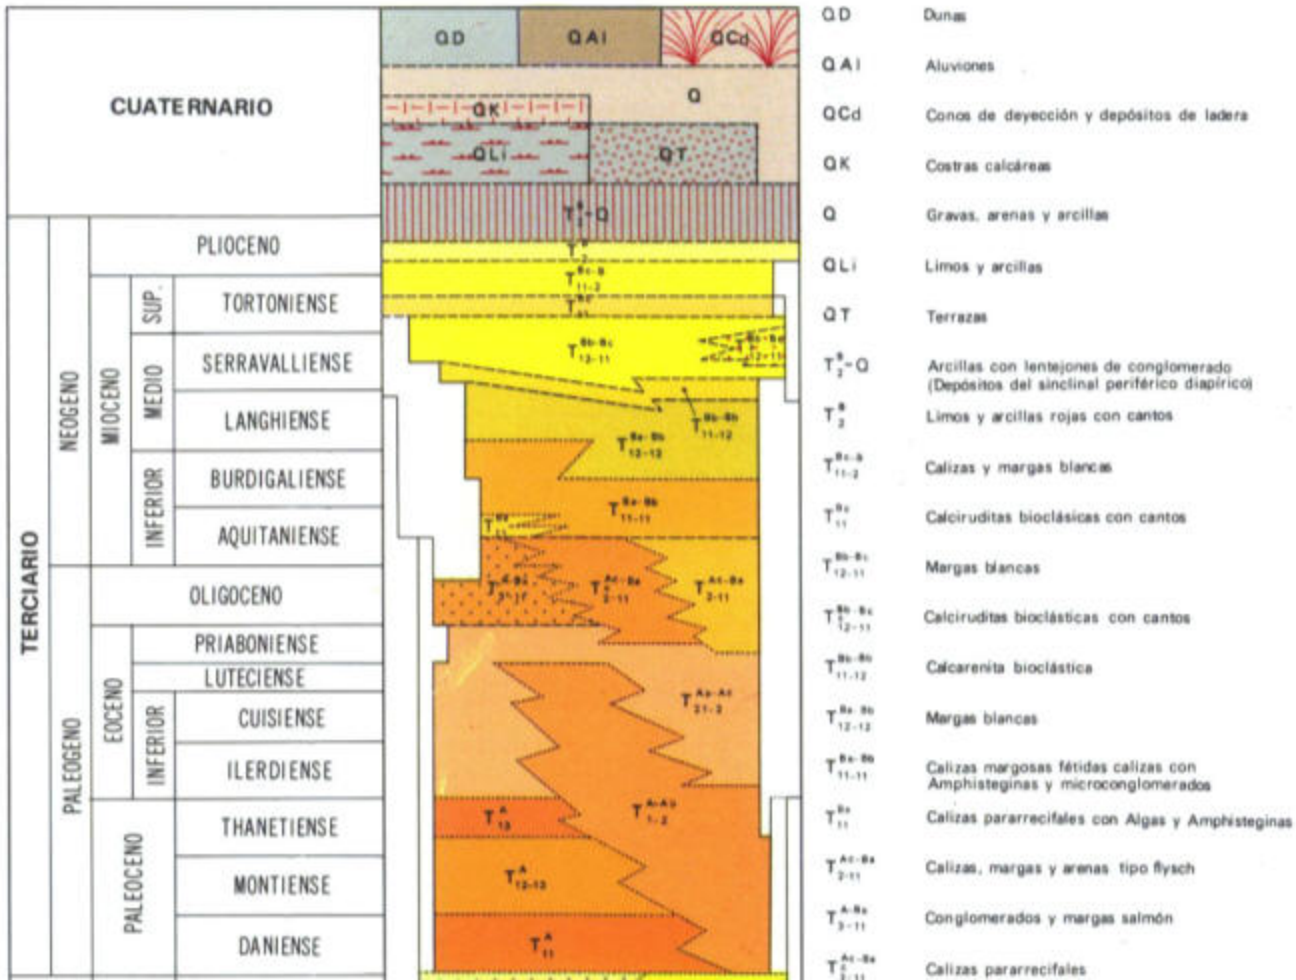 CUATERNARIO
TERCIARIO
NEOGENO
PALEOGENO
MIOCENO
EOCENO
PALEOCENO
SUP.
MEDIO
INFERIOR
INFERIOR
PLIOCENO
TORTONIENSE
SERRAVALLIENSE
LANGHIENSE
BURDIGALIENSE
AQUITANIENSE
OLIGOCENO
PRIABONIENSE
LUTECIENSE
CUISIENSE
ILERDIENSE
THANETIENSE
MONTIENSE
DANIENSE
QD
QAl
QCd
Q
QK
QLi
QT
QD Dunas
QAl Aluviones
QCd Conos de deyección y depósitos de ladera
QK Costras calcáreas
Q Gravas, arenas y arcillas
QLi Limos y arcillas
QT Terrazas
Arcillas con lentejones de conglomerado
(Depósitos del sinclinal periférico diapírico)
Limos y arcillas rojas con cantos
Calizas y margas blancas
Calciruditas bioclásicas con cantos
Margas blancas
Calciruditas bioclásticas con cantos
Calcarenita bioclástica
Margas blancas
Calizas margosas fétidas calizas con
Amphisteginas y microconglomerados
Calizas pararrecifales con Algas y Amphisteginas
Calizas, margas y arenas tipo flysch
Conglomerados y margas salmón
Calizas pararrecifales